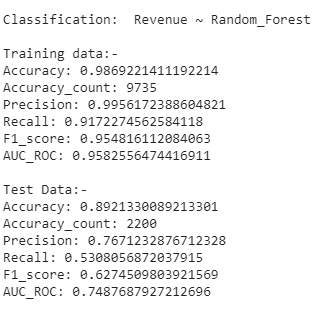 Classification:  Revenue ~ Random_Forest
Training data:-
Accuracy: 0.9869221411192214
Accuracy_count: 9735
Precision: 0.9956172388604821
Recall: 0.9172274562584118
F1_score: 0.954816112084063
AUC_ROC: 0.9582556474416911
Test Data:-
Accuracy: 0.8921330089213301
Accuracy_count: 2200
Precision: 0.7671232876712328
Recall: 0.5308056872037915
F1_score: 0.6274509803921569
AUC_ROC: 0.7487687927212696